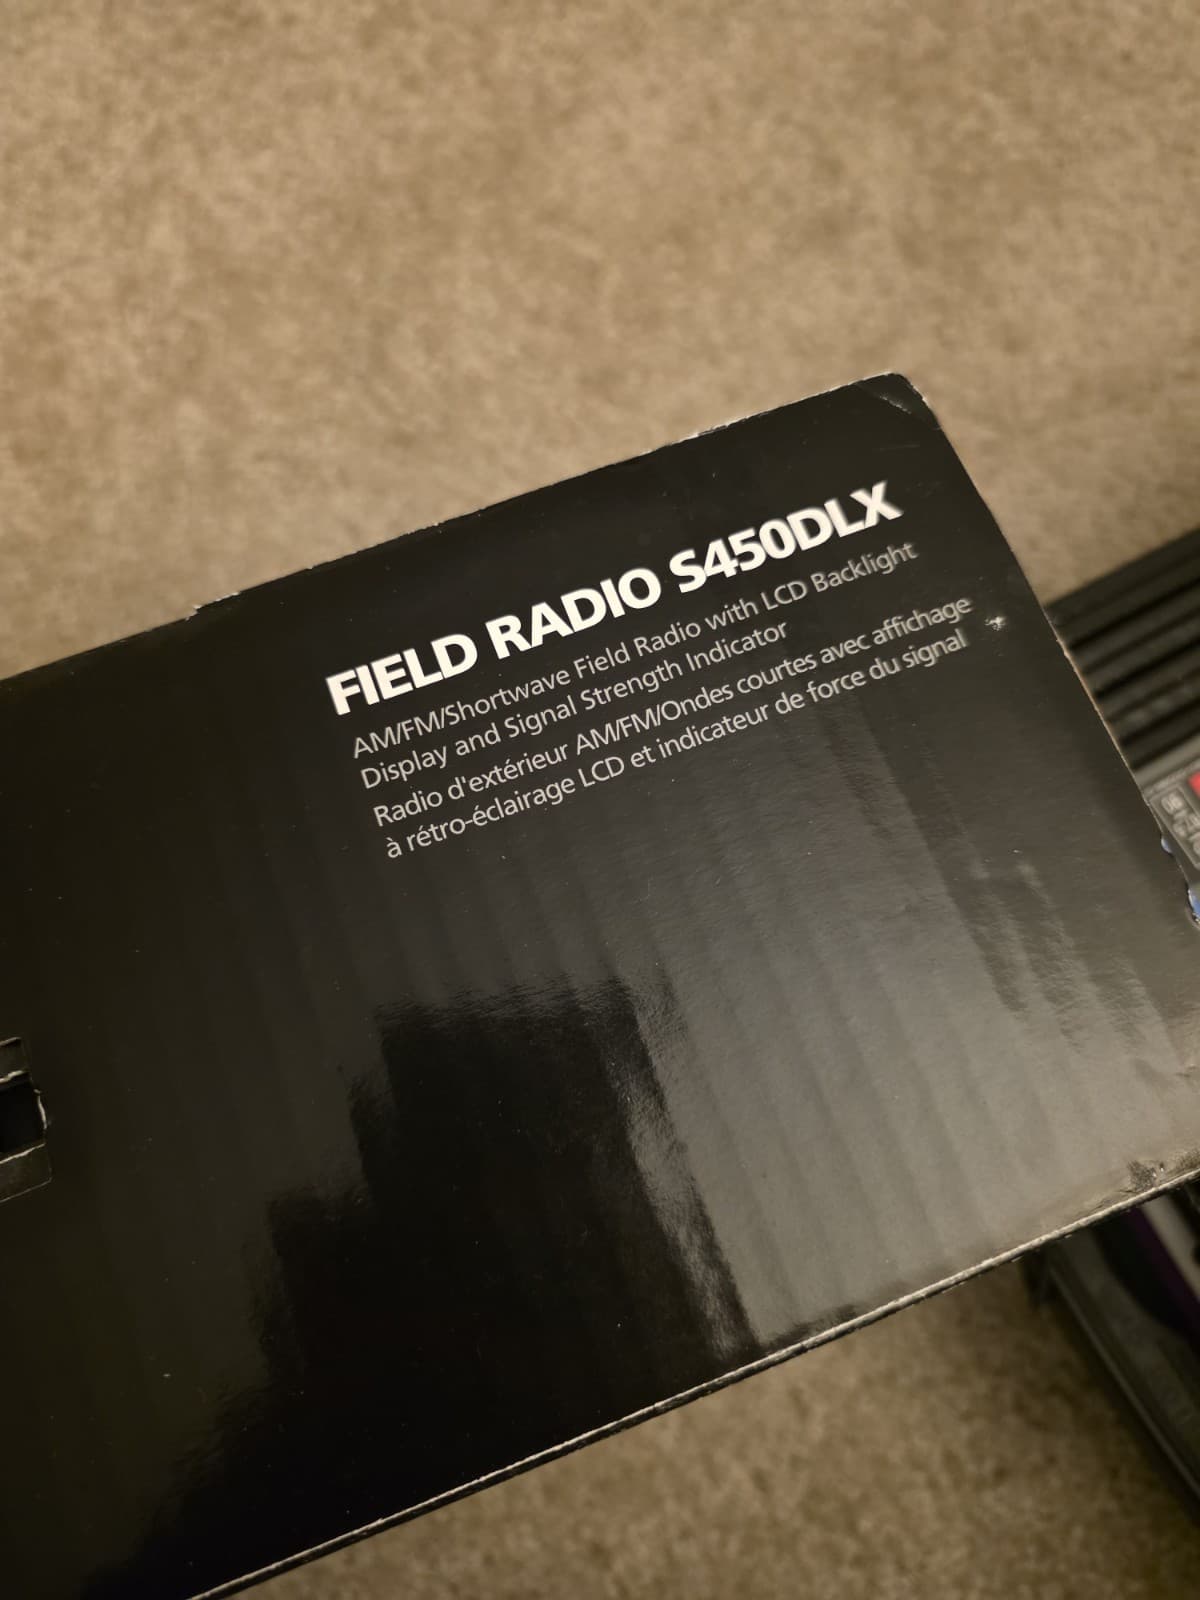 FIELD RADIO S450DLX
AM/FM/Shortwave Field Radio with LCD Backlight
Display and Signal Strength Indicator
Radio d'extérieur AM/FM/Ondes courtes avec affichage
à rétro-éclairage LCD et indicateur de force du signal